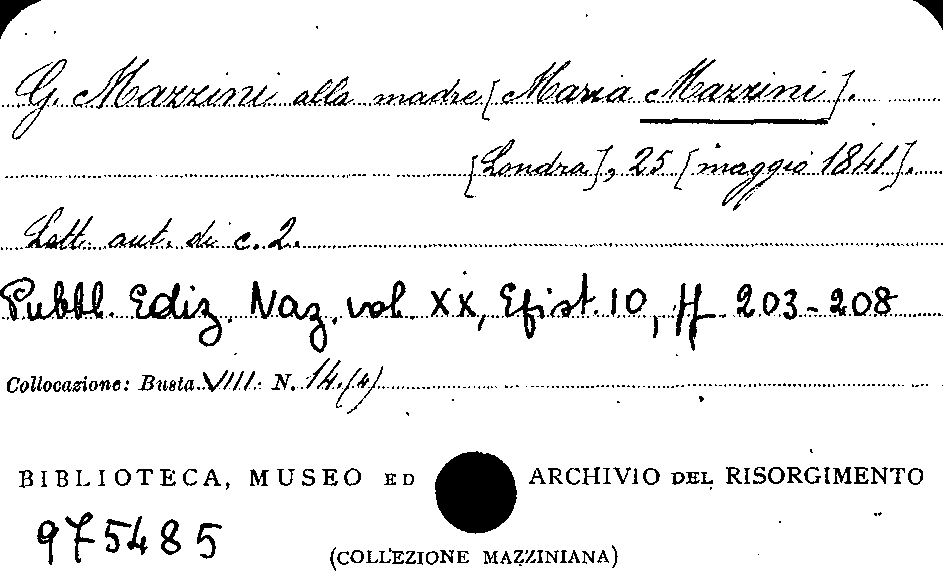 G. Mazzini alla madre [Maria Mazzini].
[Londra], 25 [maggio 1841].
Lett. aut. di c. 2.
Pubbl. Ediz. Naz. vol. XX, Epist. 10, pp. 203-208
Collocazione: Busta VIII. N. 14.(4)
BIBLIOTECA, MUSEO ED ARCHIVIO DEL RISORGIMENTO
975485
(COLLEZIONE MAZZINIANA)